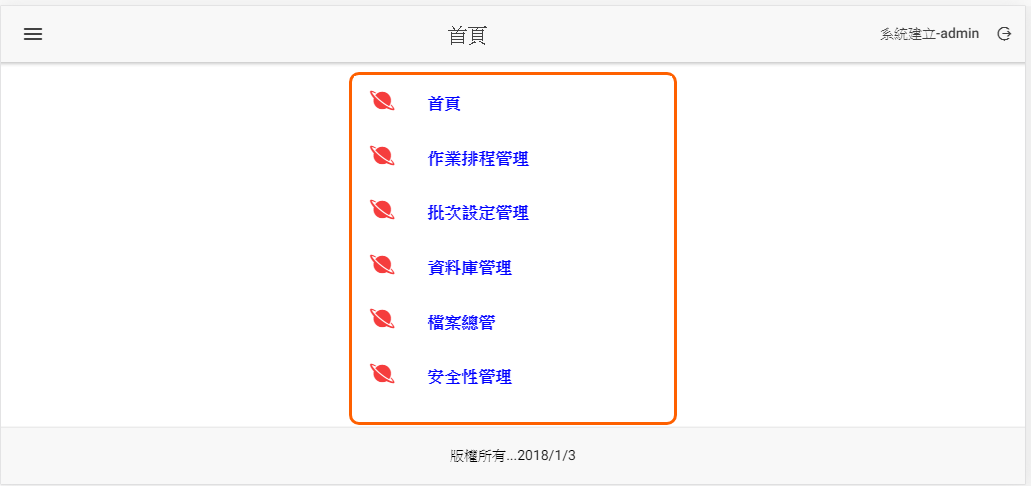 首頁
系統建立-admin
首頁
作業排程管理
批次設定管理
資料庫管理
檔案總管
安全性管理
版權所有...2018/1/3